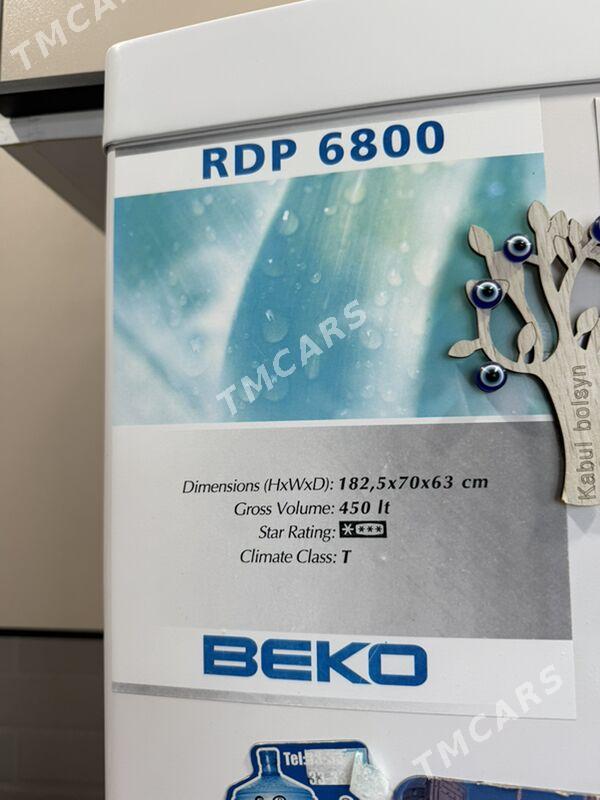 TMCARS
RDP 6800
TMCARS
Kabul bolsyn
Dimensions (HxWxD): 182,5x70x63 cm
Gross Volume: 450 lt
Star Rating:
Climate Class: T
BEKO
TMCARS
Tel:
33-